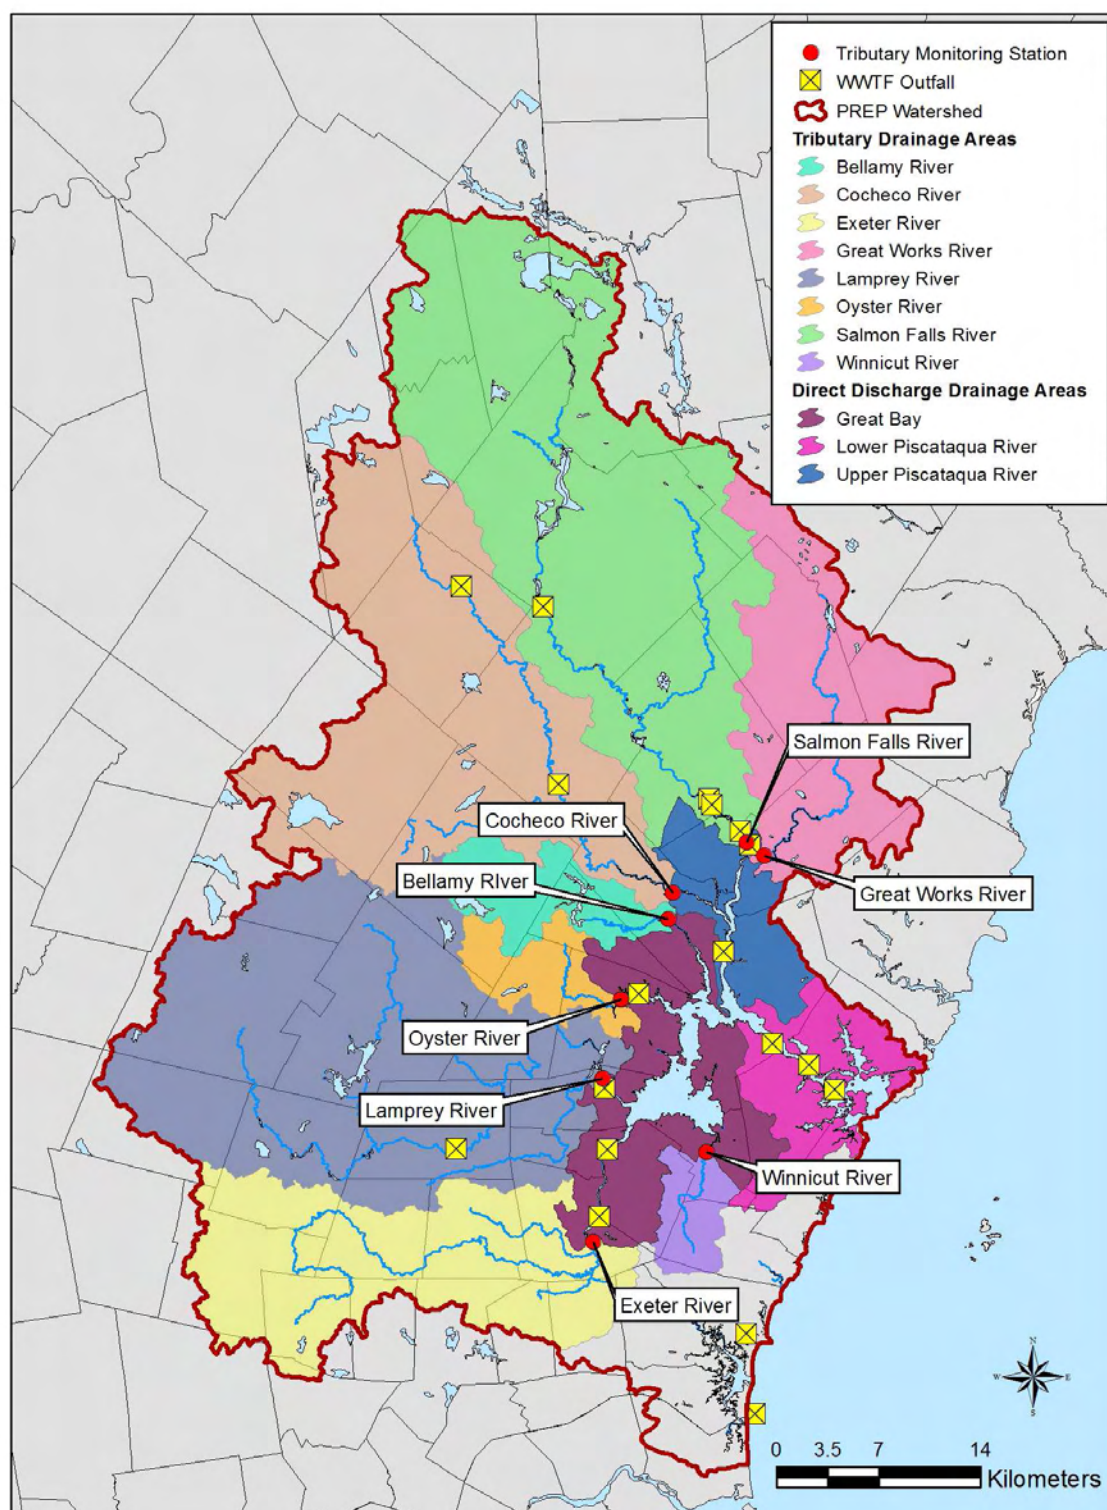 Tributary Monitoring Station
WWTF Outfall
PREP Watershed
Tributary Drainage Areas
Bellamy River
Cocheco River
Exeter River
Great Works River
Lamprey River
Oyster River
Salmon Falls River
Winnicut River
Direct Discharge Drainage Areas
Great Bay
Lower Piscataqua River
Upper Piscataqua River
Salmon Falls River
Cocheco River
Bellamy RIver
Great Works River
Oyster River
Lamprey River
Winnicut River
Exeter River
N
W E
S
0 3.5 7 14
Kilometers